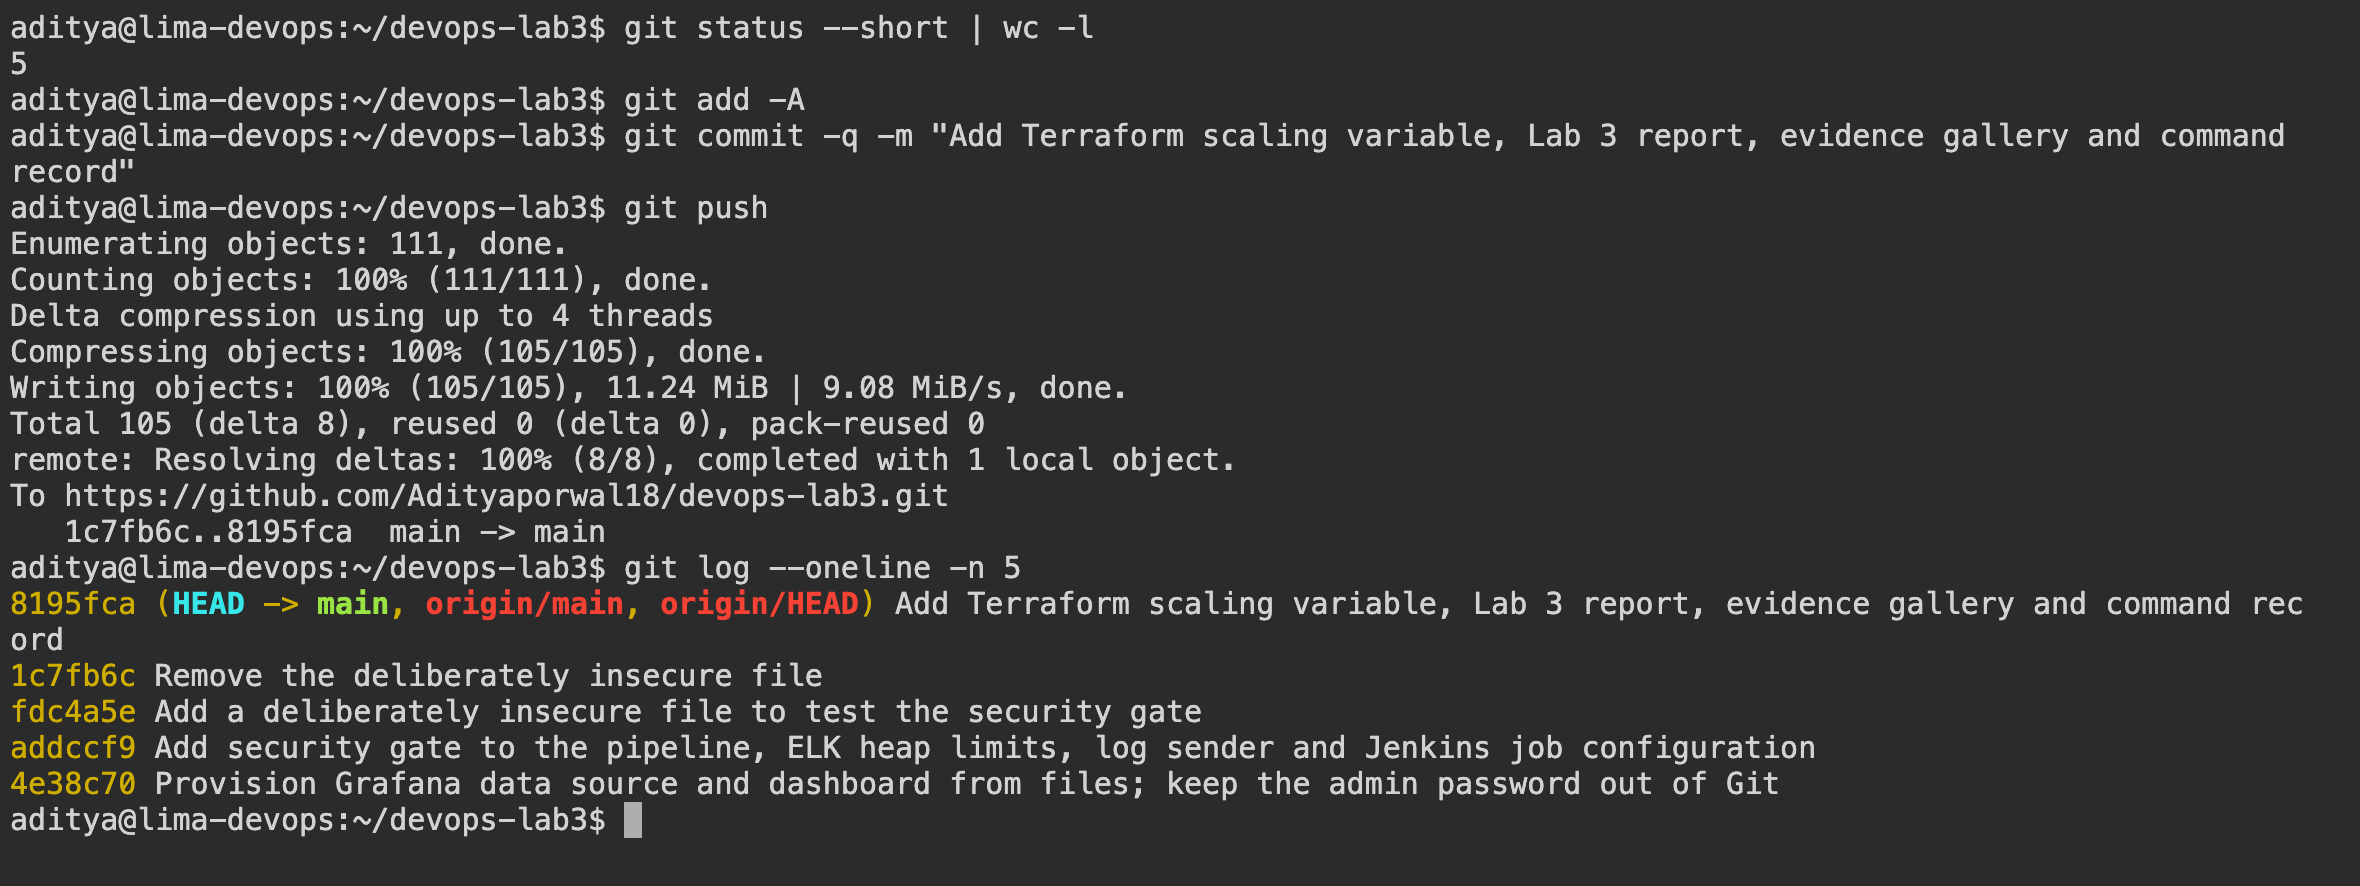 aditya@lima-devops:~/devops-lab3$ git status --short | wc -l
5
aditya@lima-devops:~/devops-lab3$ git add -A
aditya@lima-devops:~/devops-lab3$ git commit -q -m "Add Terraform scaling variable, Lab 3 report, evidence gallery and command
record"
aditya@lima-devops:~/devops-lab3$ git push
Enumerating objects: 111, done.
Counting objects: 100% (111/111), done.
Delta compression using up to 4 threads
Compressing objects: 100% (105/105), done.
Writing objects: 100% (105/105), 11.24 MiB | 9.08 MiB/s, done.
Total 105 (delta 8), reused 0 (delta 0), pack-reused 0
remote: Resolving deltas: 100% (8/8), completed with 1 local object.
To https://github.com/Adityaporwal18/devops-lab3.git
   1c7fb6c..8195fca  main -> main
aditya@lima-devops:~/devops-lab3$ git log --oneline -n 5
8195fca (HEAD -> main, origin/main, origin/HEAD) Add Terraform scaling variable, Lab 3 report, evidence gallery and command rec
ord
1c7fb6c Remove the deliberately insecure file
fdc4a5e Add a deliberately insecure file to test the security gate
addccf9 Add security gate to the pipeline, ELK heap limits, log sender and Jenkins job configuration
4e38c70 Provision Grafana data source and dashboard from files; keep the admin password out of Git
aditya@lima-devops:~/devops-lab3$